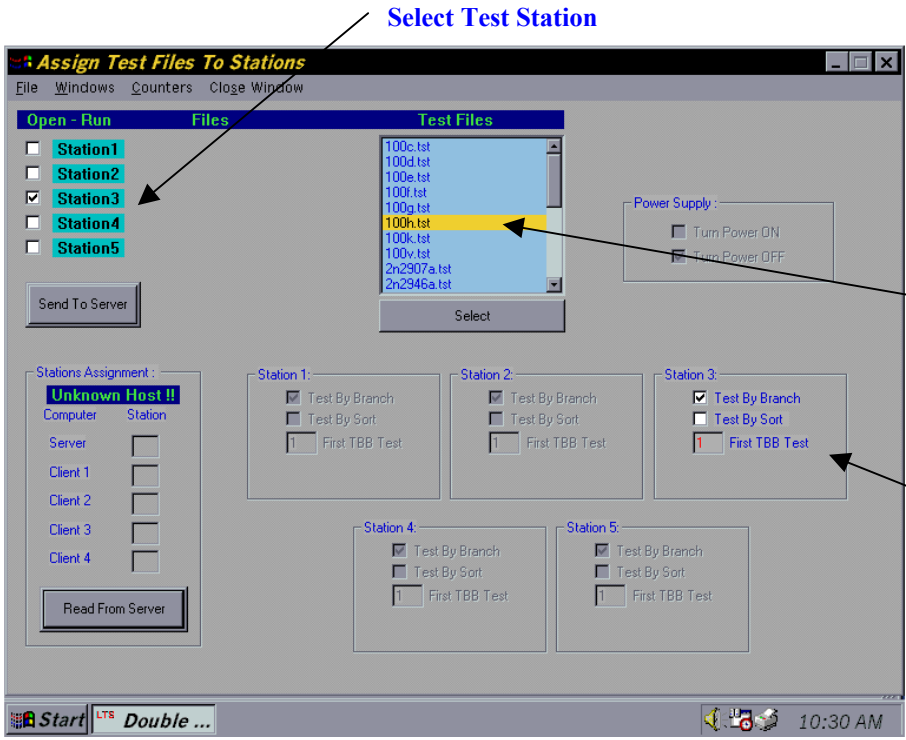 Select Test Station
Assign Test Files To Stations
File Windows Counters Close Window
Open - Run Files Test Files
Station1
Station2
Station3
Station4
Station5
Send To Server
100c.tst
100d.tst
100e.tst
100f.tst
100g.tst
100h.tst
100k.tst
100v.tst
2n2907a.tst
2n2946a.tst
Select
Power Supply :
Turn Power ON
Turn Power OFF
Stations Assignment :
Unknown Host !!
Computer Station
Server
Client 1
Client 2
Client 3
Client 4
Read From Server
Station 1:
Test By Branch
Test By Sort
1 First TBB Test
Station 2:
Test By Branch
Test By Sort
1 First TBB Test
Station 3:
Test By Branch
Test By Sort
1 First TBB Test
Station 4:
Test By Branch
Test By Sort
1 First TBB Test
Station 5:
Test By Branch
Test By Sort
1 First TBB Test
Start LTS Double ... 10:30 AM